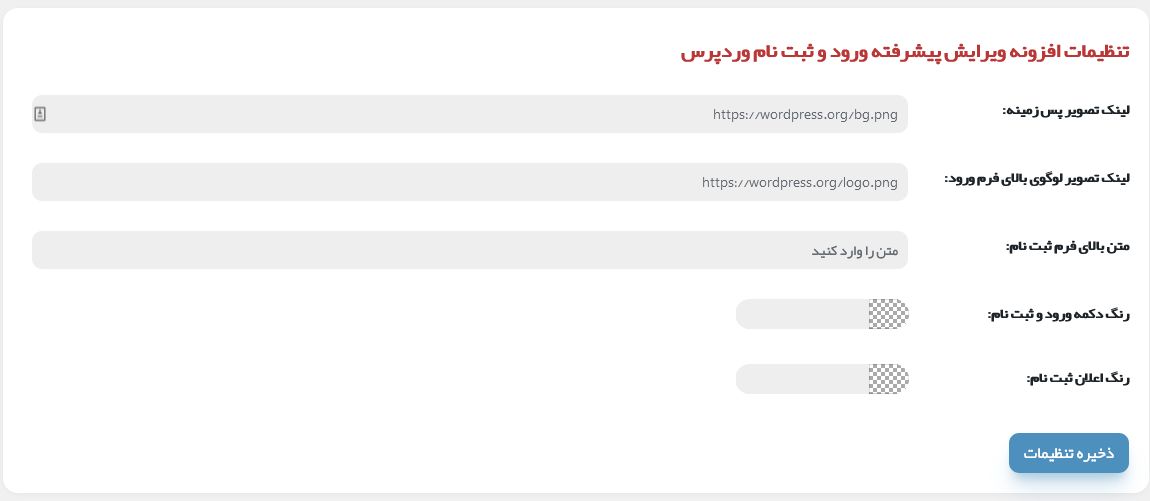 تنظیمات افزونه ویرایش پیشرفته ورود و ثبت نام وردپرس
لینک تصویر پس زمینه:
https://wordpress.org/bg.png
لینک تصویر لوگوی بالای فرم ورود:
https://wordpress.org/logo.png
متن بالای فرم ثبت نام:
متن را وارد کنید
رنگ دکمه ورود و ثبت نام:
رنگ اعلان ثبت نام:
ذخیره تنظیمات